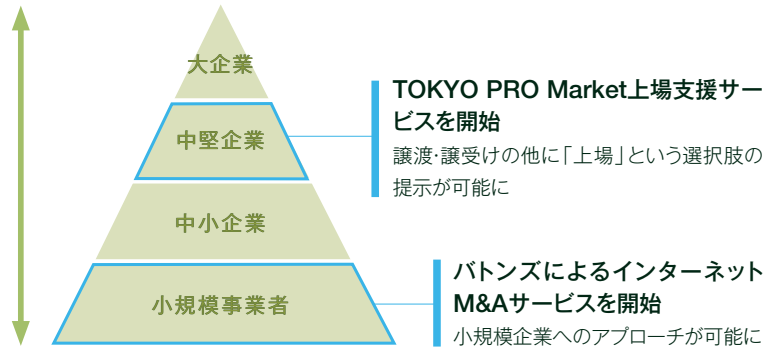 大企業
中堅企業
中小企業
小規模事業者
TOKYO PRO Market上場支援サー
ビスを開始
譲渡・譲受けの他に「上場」という選択肢の
提示が可能に
バトンズによるインターネット
M&Aサービスを開始
小規模企業へのアプローチが可能に